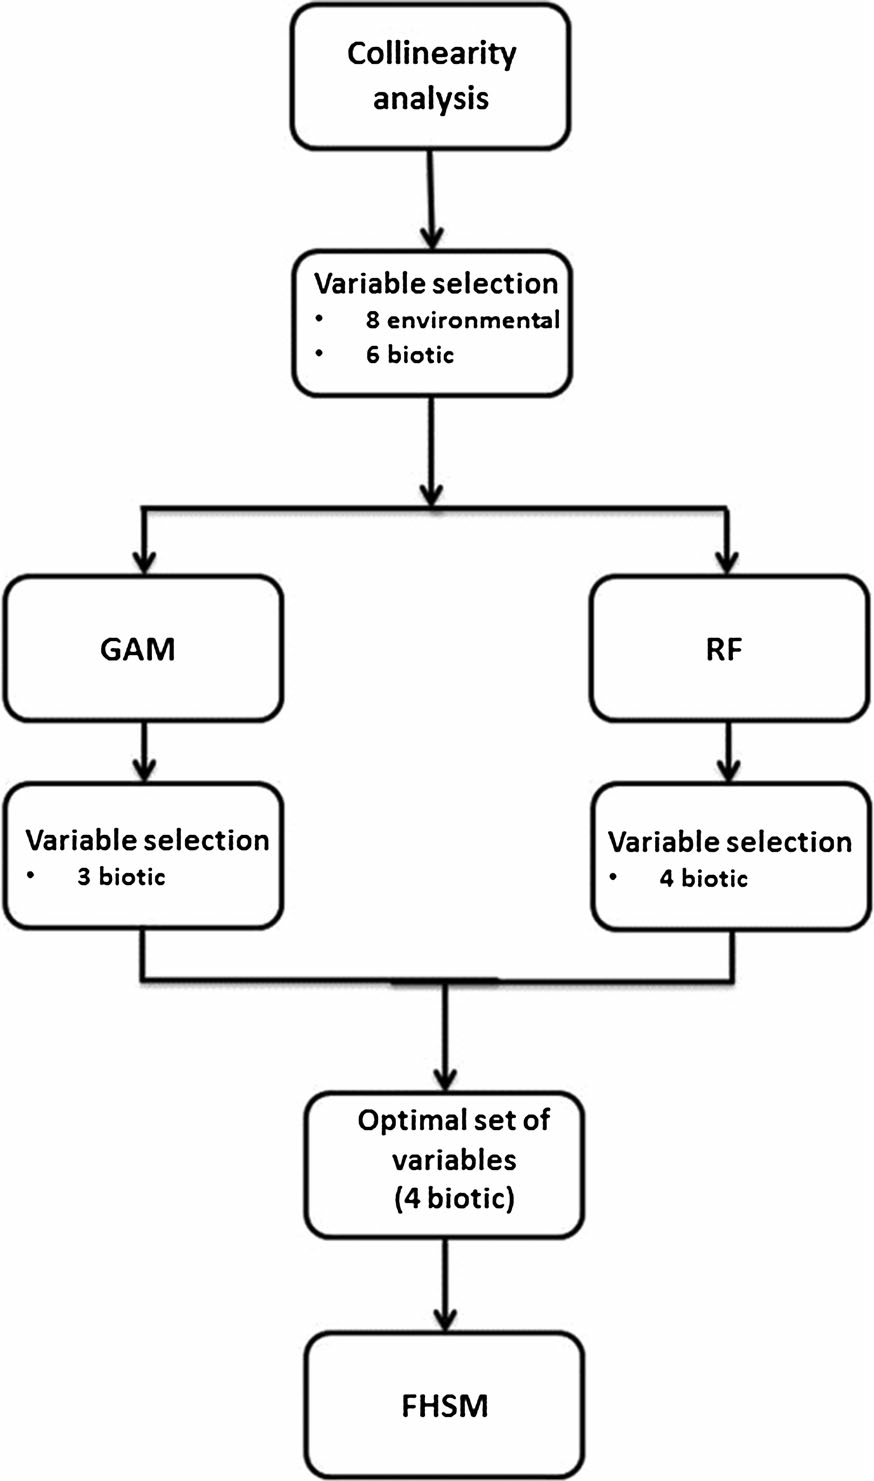 Collinearity
analysis
Variable selection
• 8 environmental
• 6 biotic
GAM
RF
Variable selection
• 3 biotic
Variable selection
• 4 biotic
Optimal set of
variables
(4 biotic)
FHSM